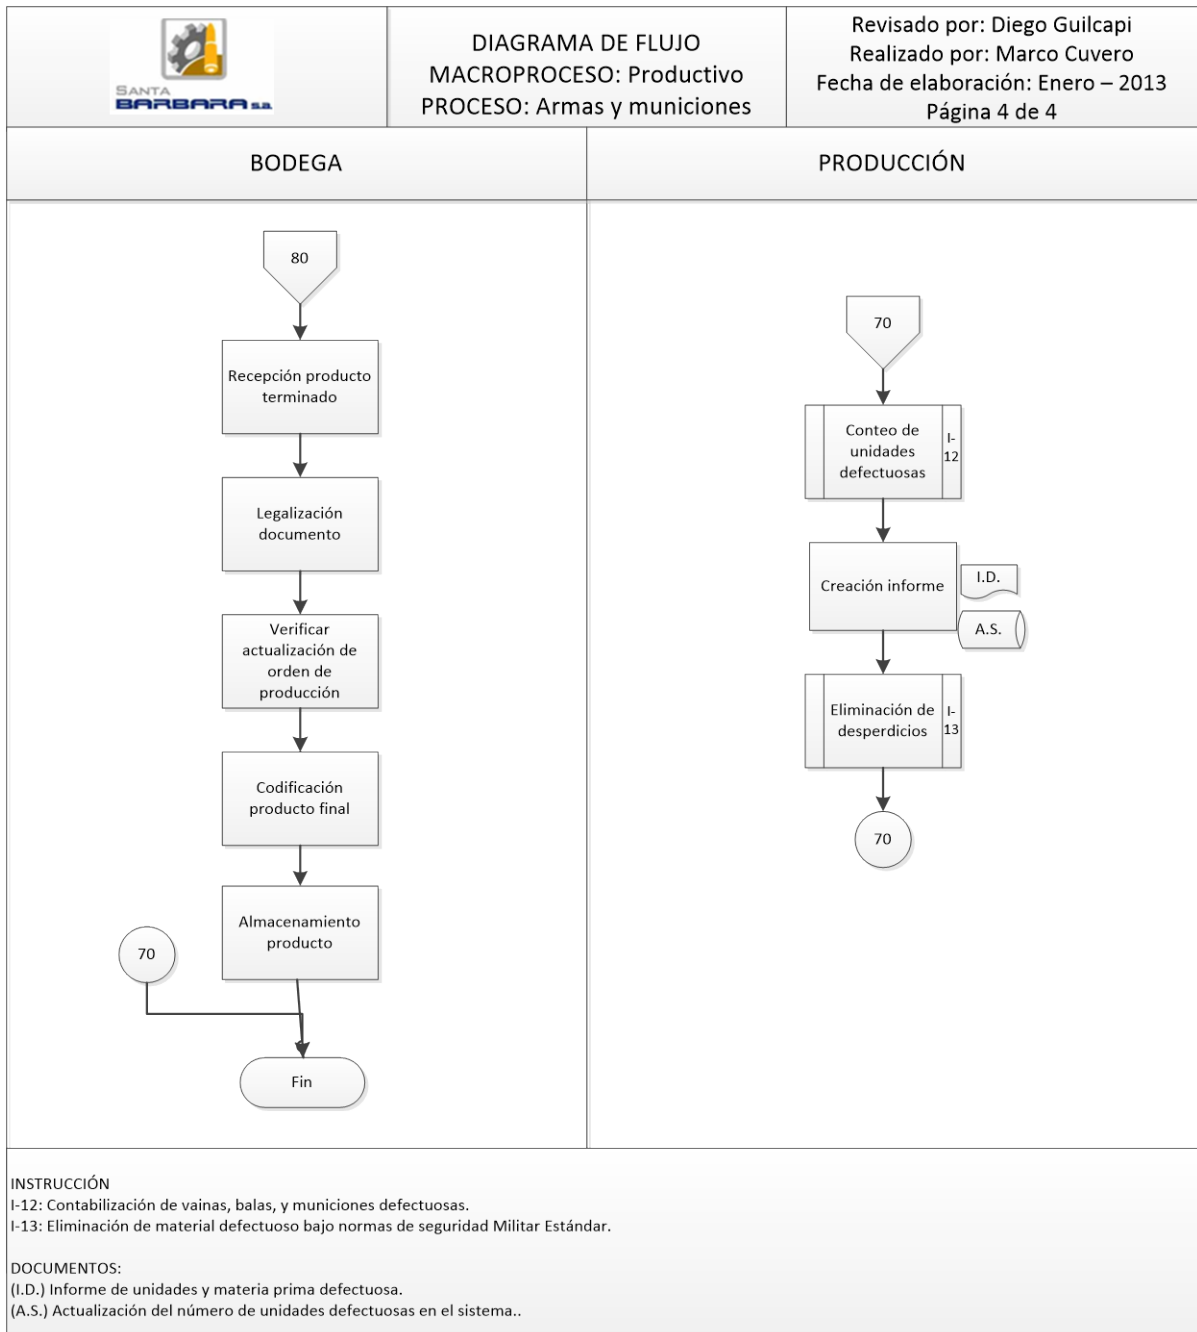 SANTA
BARBARA s.a.
DIAGRAMA DE FLUJO
MACROPROCESO: Productivo
PROCESO: Armas y municiones
Revisado por: Diego Guilcapi
Realizado por: Marco Cuvero
Fecha de elaboración: Enero – 2013
Página 4 de 4
BODEGA
PRODUCCIÓN
80
Recepción producto
terminado
Legalización
documento
Verificar
actualización de
orden de
producción
Codificación
producto final
Almacenamiento
producto
70
Fin
70
Conteo de
unidades
defectuosas
I-
12
Creación informe
I.D.
A.S.
Eliminación de
desperdicios
I-
13
70
INSTRUCCIÓN
I-12: Contabilización de vainas, balas, y municiones defectuosas.
I-13: Eliminación de material defectuoso bajo normas de seguridad Militar Estándar.
DOCUMENTOS:
(I.D.) Informe de unidades y materia prima defectuosa.
(A.S.) Actualización del número de unidades defectuosas en el sistema..